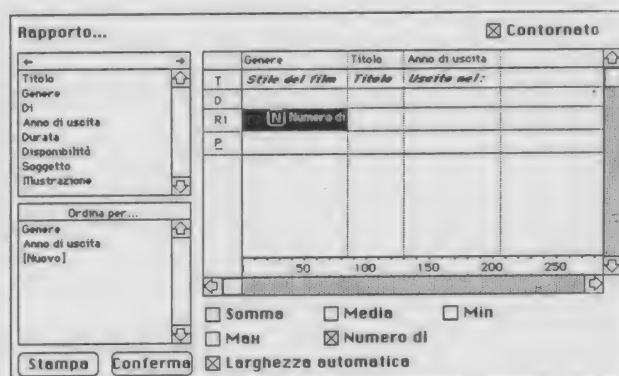 Rapporto...
Contornato
Titolo
Genere
Di
Anno di uscita
Durata
Disponibilità
Soggetto
Illustrazione
Ordina per...
Genere
Anno di uscita
[Nuovo]
Stampa
Conferma
Genere Titolo Anno di uscita
T Stile del film Titolo Uscito nel:
D
R1 N Numero di
P
50 100 150 200 250
Somma Media Min
Max Numero di
Larghezza automatica